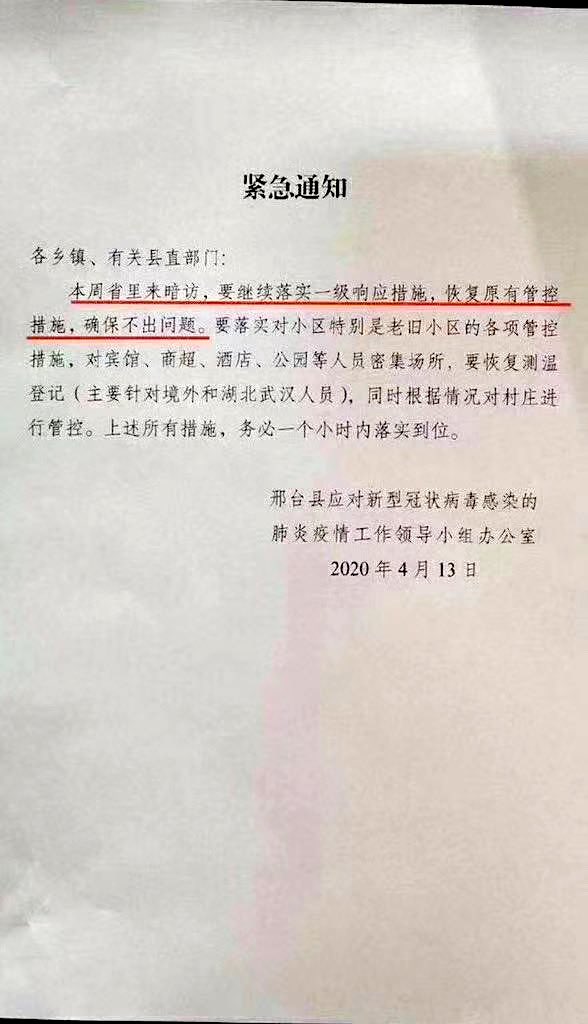 紧急通知
各乡镇、有关县直部门：
本周省里来暗访，要继续落实一级响应措施，恢复原有管控
措施，确保不出问题。要落实对小区特别是老旧小区的各项管控
措施，对宾馆、商超、酒店、公园等人员密集场所，要恢复测温
登记（主要针对境外和湖北武汉人员），同时根据情况对村庄进
行管控。上述所有措施，务必一个小时内落实到位。
邢台县应对新型冠状病毒感染的
肺炎疫情工作领导小组办公室
2020 年 4 月 13 日